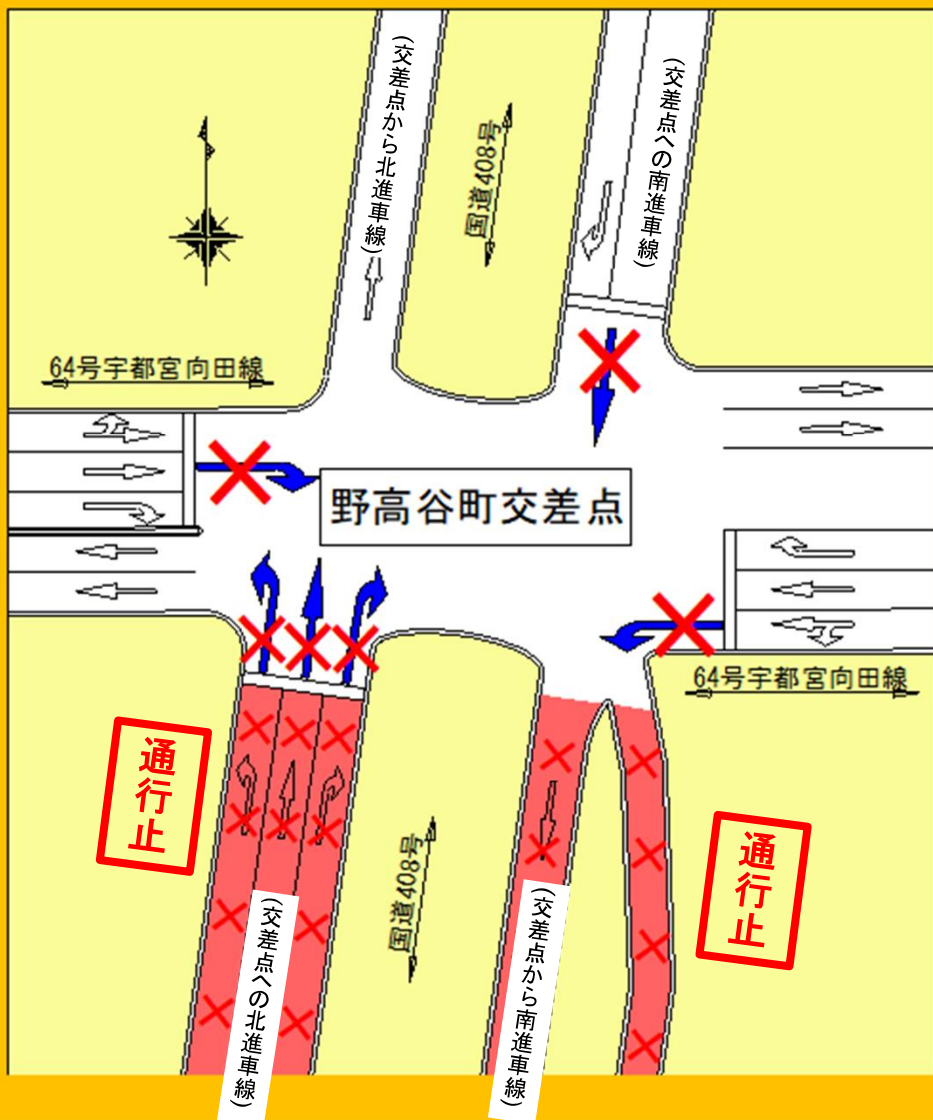 (交差点から北進車線)
国道408号
(交差点への南進車線)
64号宇都宮向田線
野高谷町交差点
64号宇都宮向田線
通行止
通行止
国道408号
(交差点への北進車線)
(交差点から南進車線)